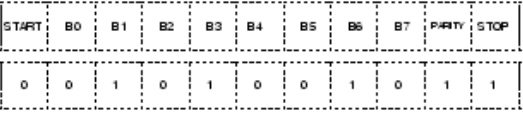 START B0 B1 B2 B3 B4 B5 B6 B7 PARITY STOP
0 0 1 0 1 0 0 1 0 1 1